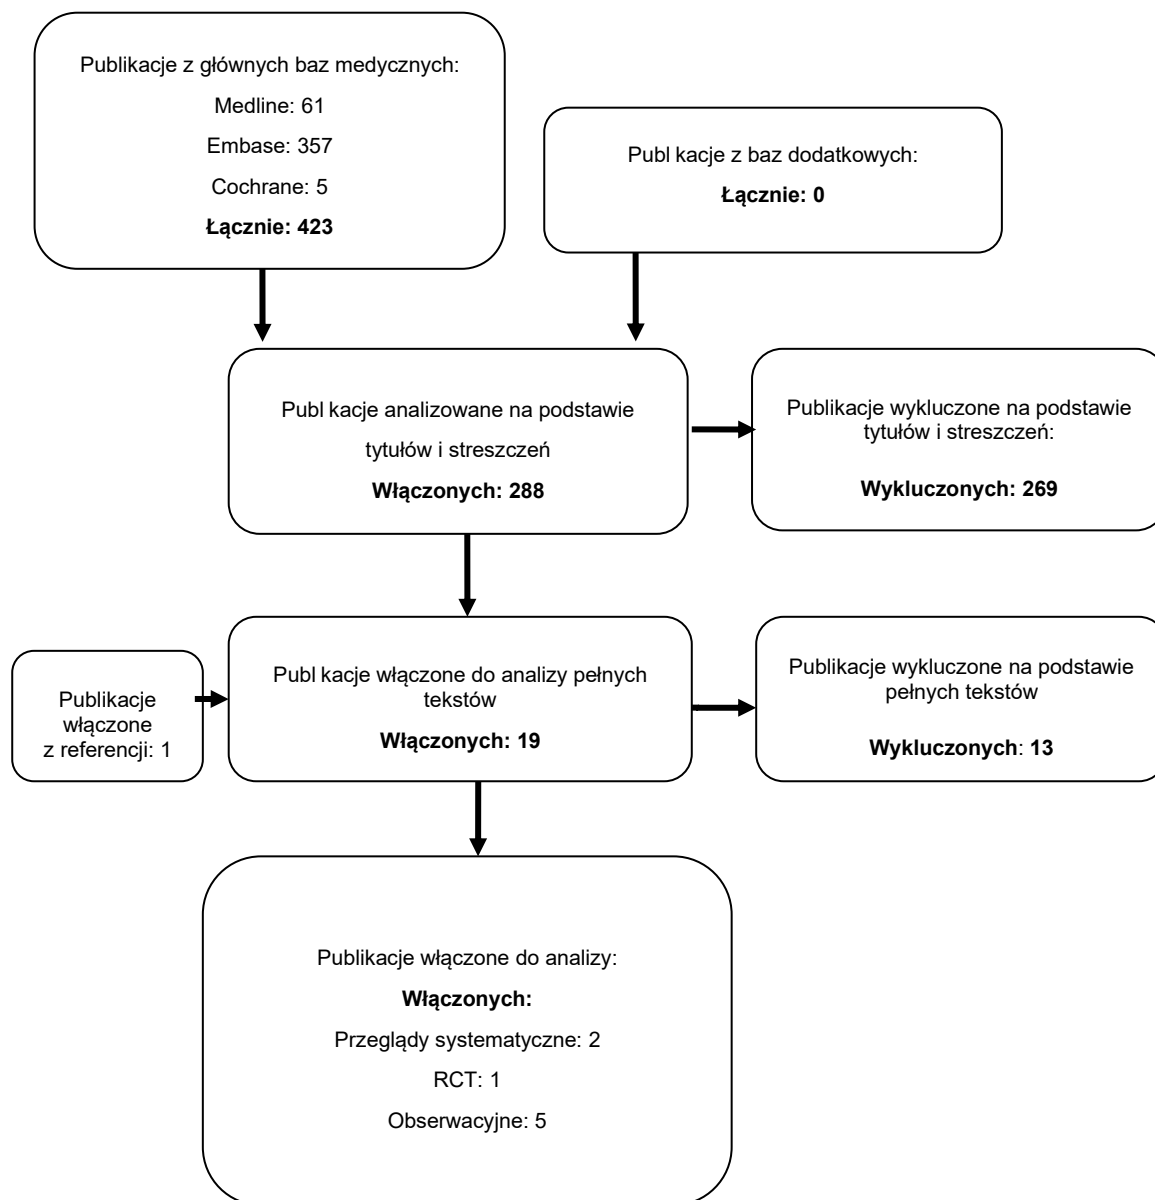 Publikacje z głównych baz medycznych:
Medline: 61
Embase: 357
Cochrane: 5
Łącznie: 423
Publ kacje z baz dodatkowych:
Łącznie: 0
Publ kacje analizowane na podstawie
tytułów i streszczeń
Włączonych: 288
Publikacje wykluczone na podstawie
tytułów i streszczeń:
Wykluczonych: 269
Publikacje
włączone
z referencji: 1
Publ kacje włączone do analizy pełnych
tekstów
Włączonych: 19
Publikacje wykluczone na podstawie
pełnych tekstów
Wykluczonych: 13
Publikacje włączone do analizy:
Włączonych:
Przeglądy systematyczne: 2
RCT: 1
Obserwacyjne: 5